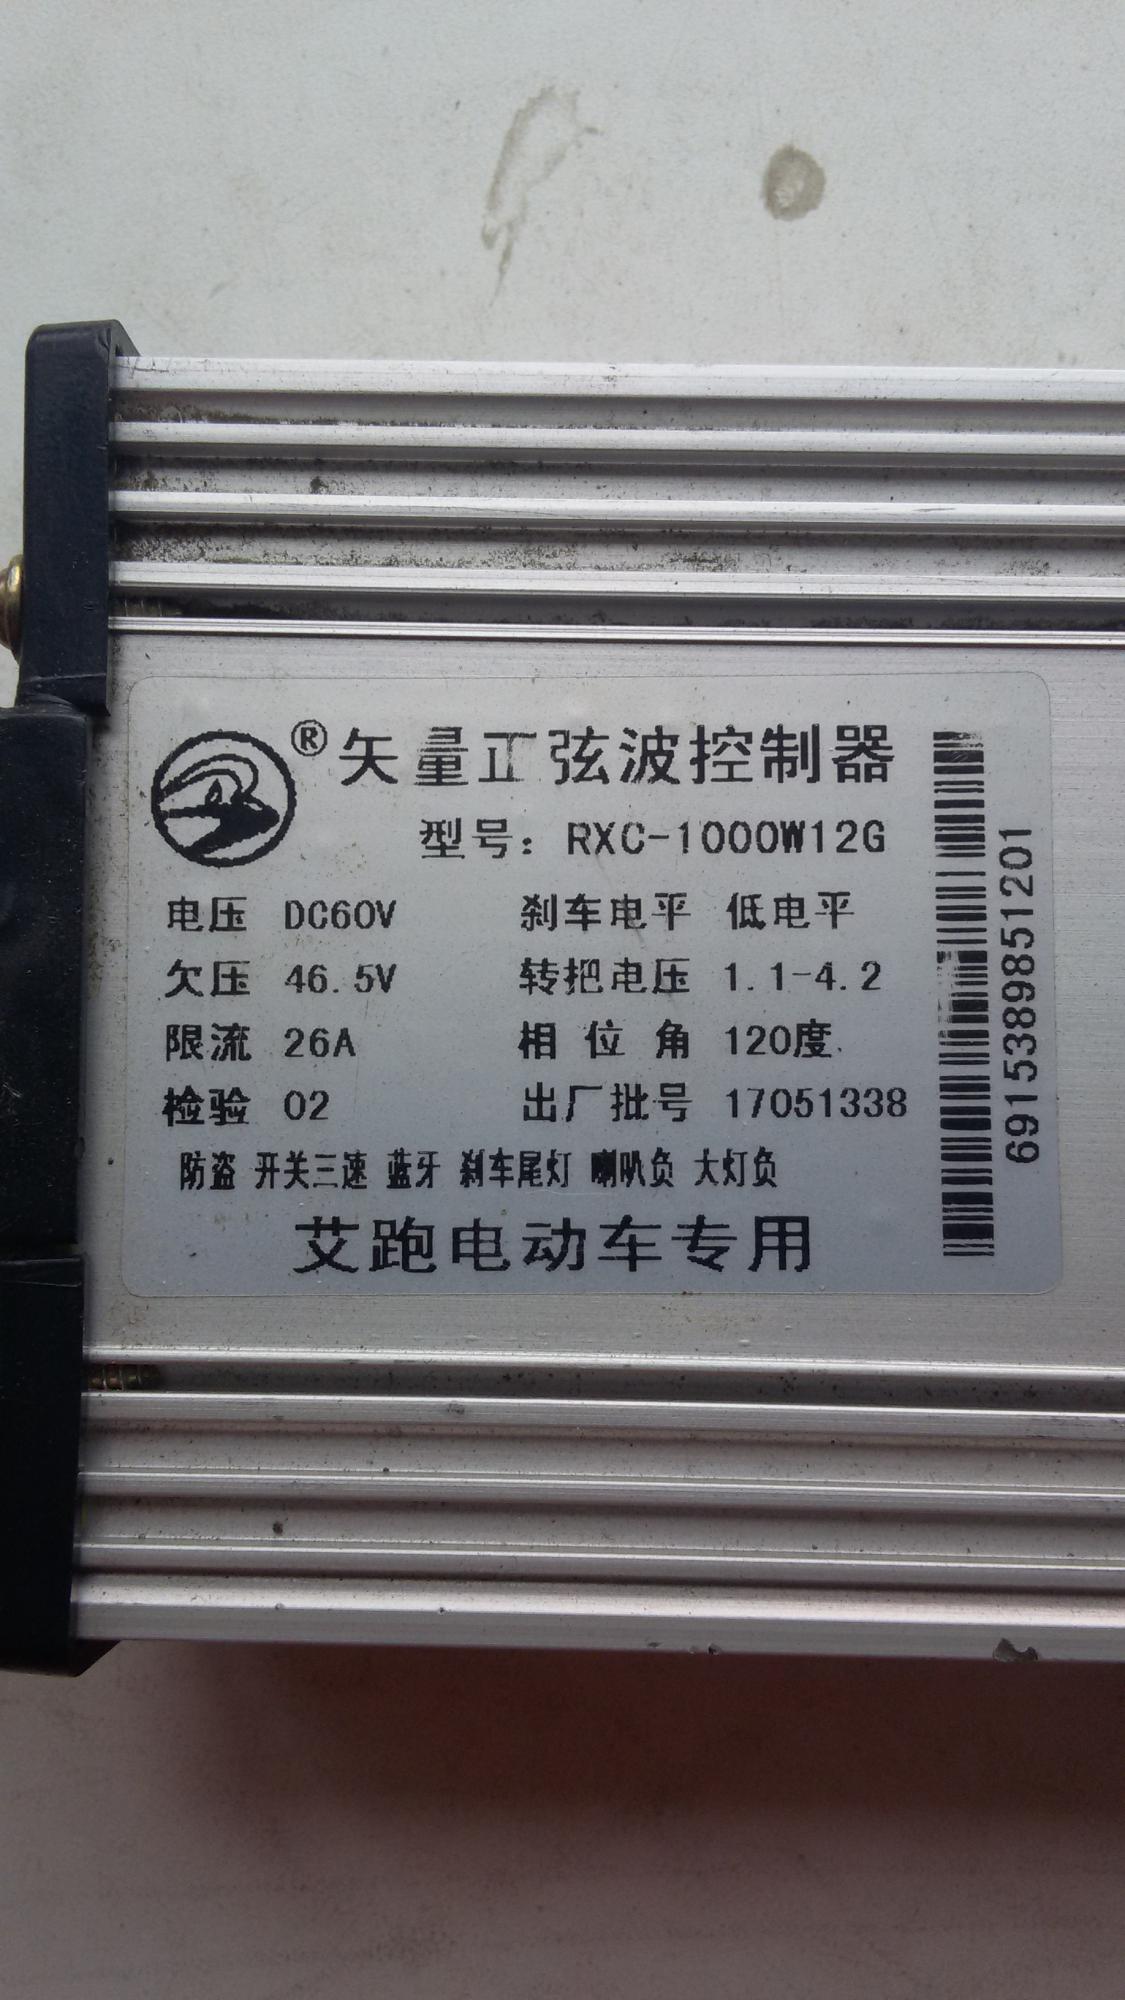 ® 矢量正弦波控制器
型号：RXC-1000W12G
电压 DC60V 刹车电平 低电平
欠压 46.5V 转把电压 1.1-4.2
限流 26A 相位角 120度
检验 02 出厂批号 17051338
防盗 开关三速 蓝牙 刹车尾灯 喇叭负 大灯负
艾跑电动车专用
6915389851201